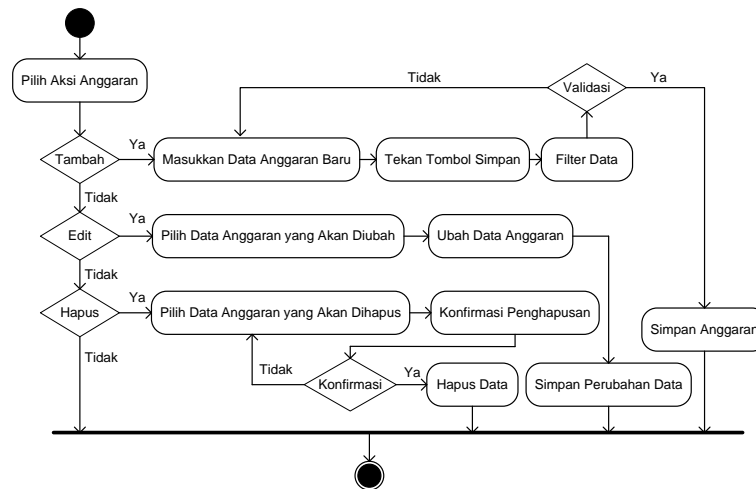 Pilih Aksi Anggaran
Tidak
Validasi
Ya
Tambah
Ya
Masukkan Data Anggaran Baru
Tekan Tombol Simpan
Filter Data
Tidak
Edit
Ya
Pilih Data Anggaran yang Akan Diubah
Ubah Data Anggaran
Tidak
Hapus
Ya
Pilih Data Anggaran yang Akan Dihapus
Konfirmasi Penghapusan
Simpan Anggaran
Tidak
Tidak
Konfirmasi
Ya
Hapus Data
Simpan Perubahan Data